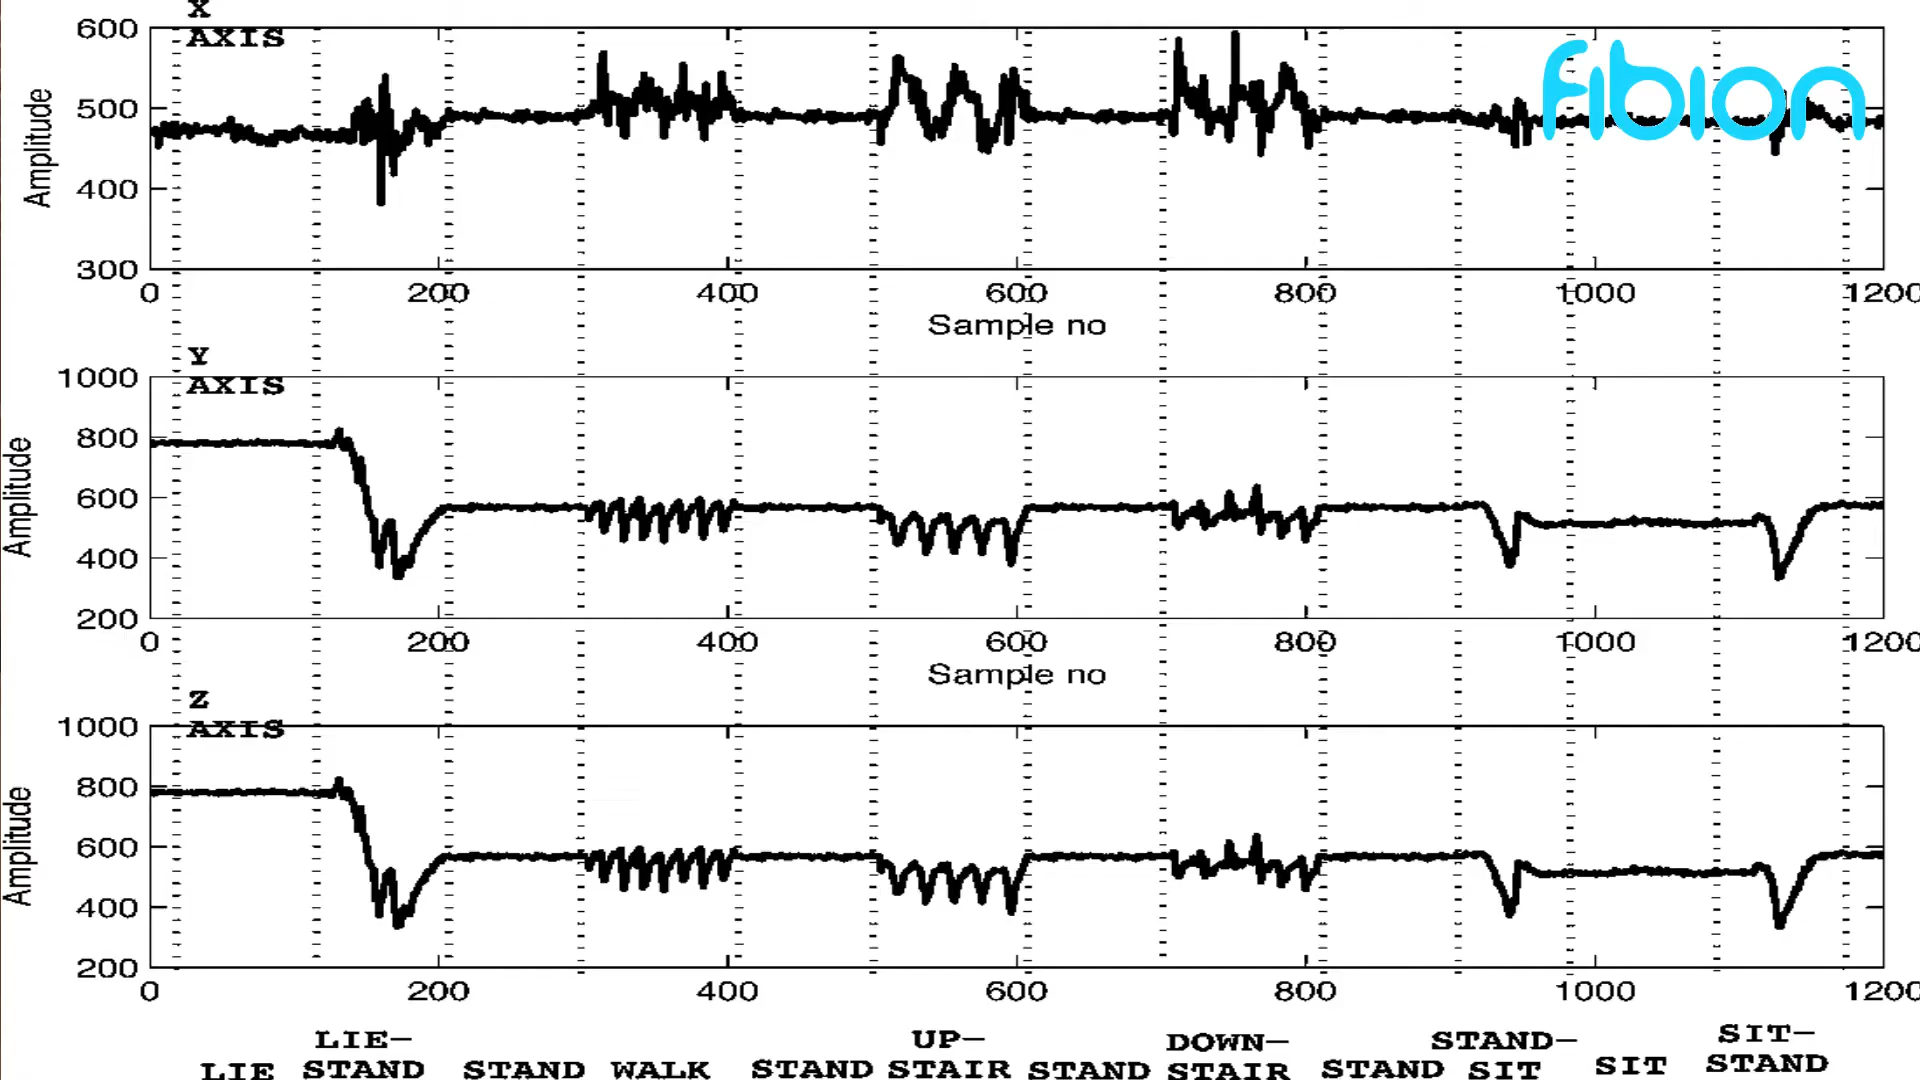 X
AXIS
fibion
600
500
400
300
Amplitude
0 200 400 600 800 1000 1200
Sample no
Y
AXIS
1000
800
600
400
200
Amplitude
0 200 400 600 800 1000 1200
Sample no
Z
AXIS
1000
800
600
400
200
Amplitude
0 200 400 600 800 1000 1200
LIE
LIE-
STAND
STAND
WALK
STAND
UP-
STAIR
STAND
DOWN-
STAIR
STAND
STAND-
SIT
SIT
SIT-
STAND